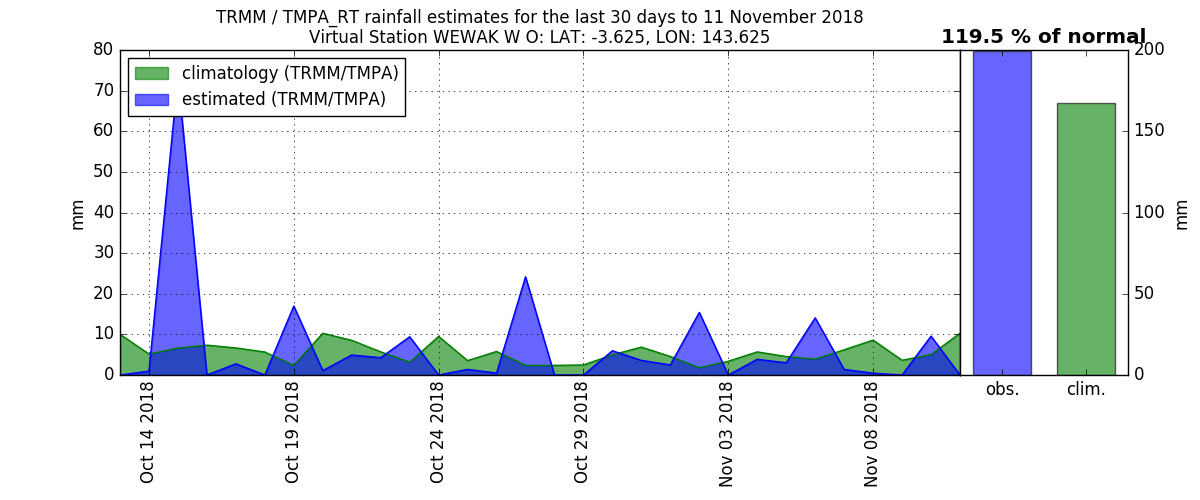 TRMM / TMPA_RT rainfall estimates for the last 30 days to 11 November 2018
Virtual Station WEWAK W O: LAT: -3.625, LON: 143.625
119.5 % of normal
climatology (TRMM/TMPA)
estimated (TRMM/TMPA)
mm
80
70
60
50
40
30
20
10
0
Oct 14 2018
Oct 19 2018
Oct 24 2018
Oct 29 2018
Nov 03 2018
Nov 08 2018
obs.
clim.
200
150
100
50
0
mm